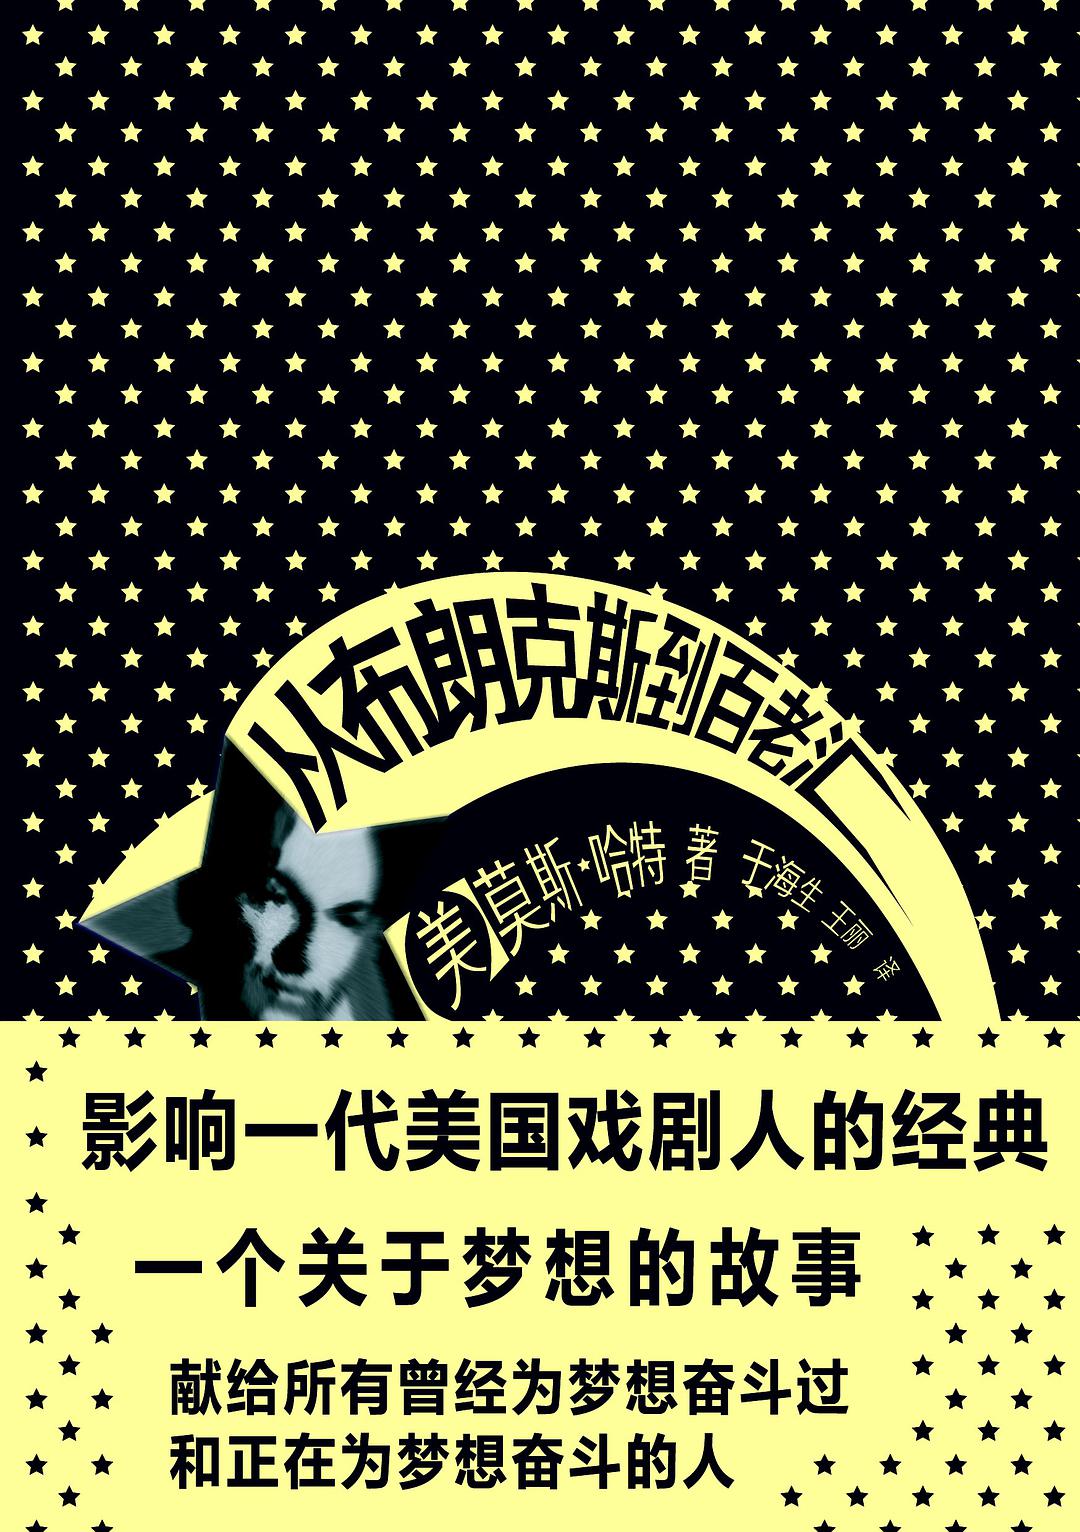 从布朗克斯到百老汇
【美】莫斯·哈特 著 于海生 王丽 译
影响一代美国戏剧人的经典
一个关于梦想的故事
献给所有曾经为梦想奋斗过
和正在为梦想奋斗的人